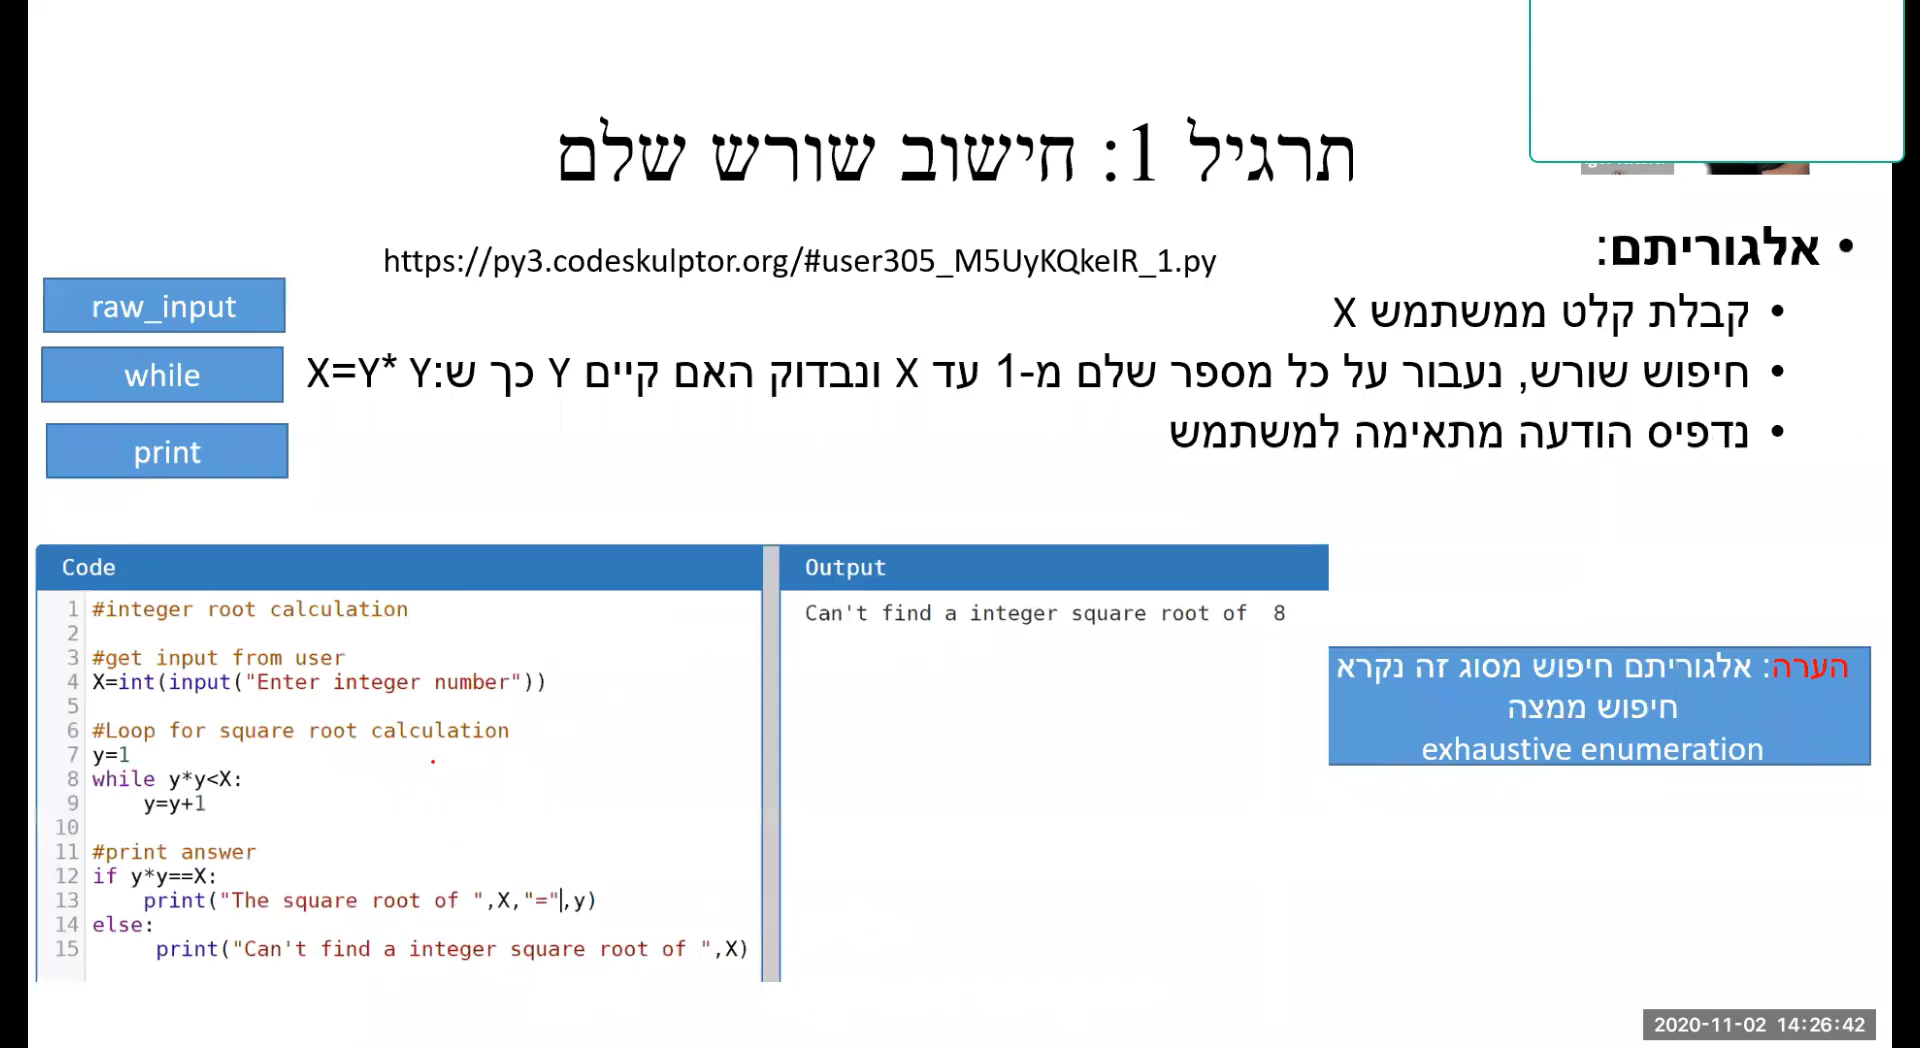 תרגיל 1: חישוב שורש שלם
https://py3.codeskulptor.org/#user305_M5UyKQkeIR_1.py
• אלגוריתם:
• קבלת קלט ממשתמש X
• חיפוש שורש, נעבור על כל מספר שלם מ-1 עד X ונבדוק האם קיים Y כך ש:X=Y* Y
• נדפיס הודעה מתאימה למשתמש
raw_input
while
print
Code
1 #integer root calculation
2
3 #get input from user
4 X=int(input("Enter integer number"))
5
6 #Loop for square root calculation
7 y=1
8 while y*y<X:
9     y=y+1
10
11 #print answer
12 if y*y==X:
13     print("The square root of ",X,"=",y)
14 else:
15      print("Can't find a integer square root of ",X)
Output
Can't find a integer square root of  8
הערה: אלגוריתם חיפוש מסוג זה נקרא
חיפוש ממצה
exhaustive enumeration
2020-11-02 14:26:42